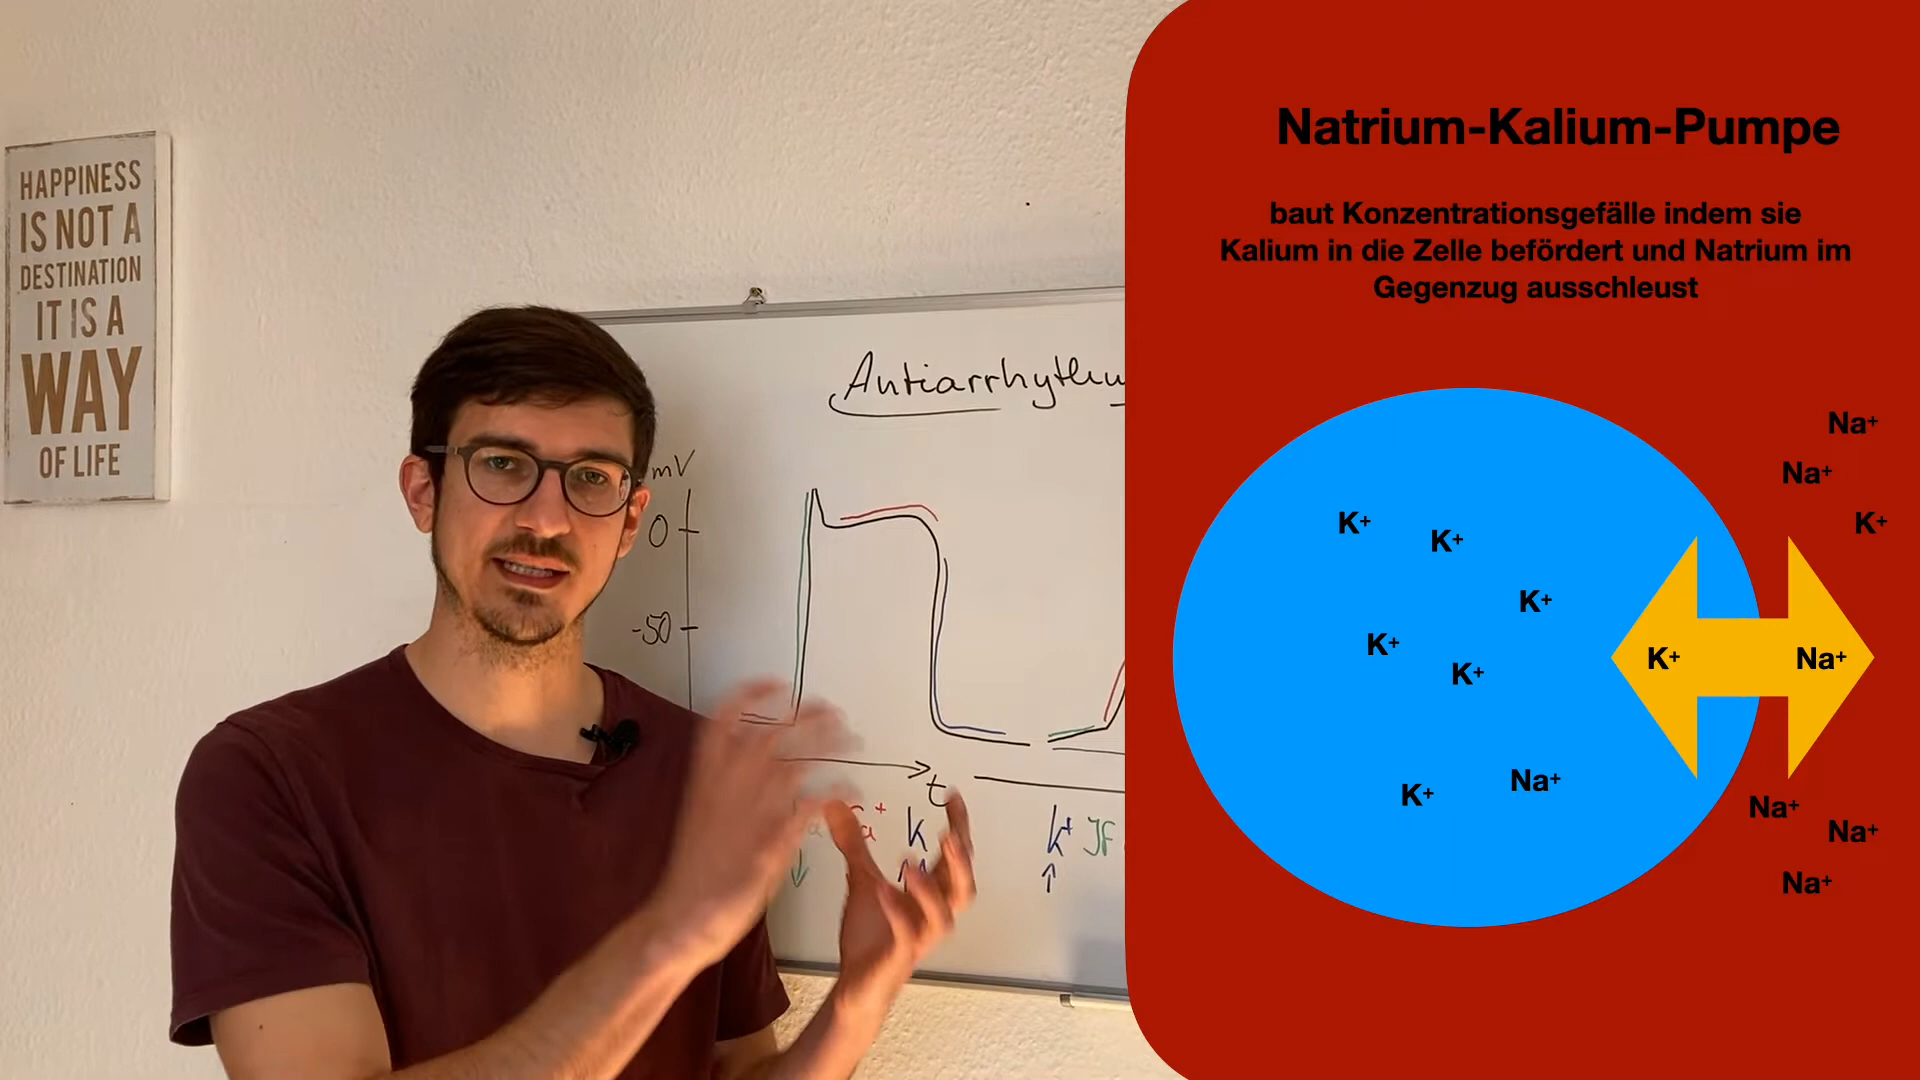 HAPPINESS
IS NOT A
DESTINATION
IT IS A
WAY
OF LIFE
mV
0
-50
t
K
K+ JF
Natrium-Kalium-Pumpe
baut Konzentrationsgefälle indem sie
Kalium in die Zelle befördert und Natrium im
Gegenzug ausschleust
Na+
Na+
K+
K+
K+
K+
K+
K+
K+
Na+
K+
Na+
Na+
Na+
Na+